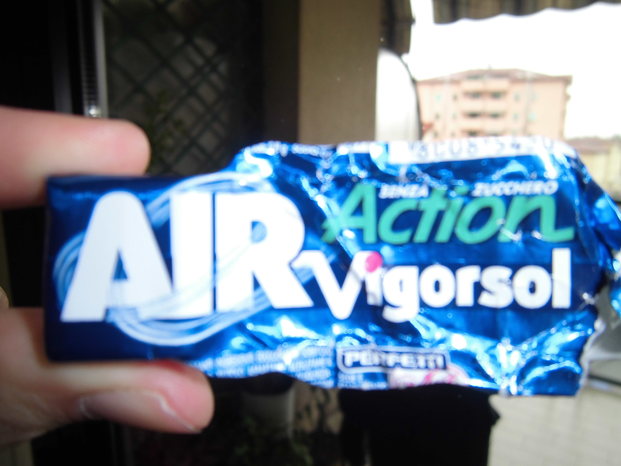 SENZA ZUCCHERO
AIR Action
Vigorsol
PERFETTI